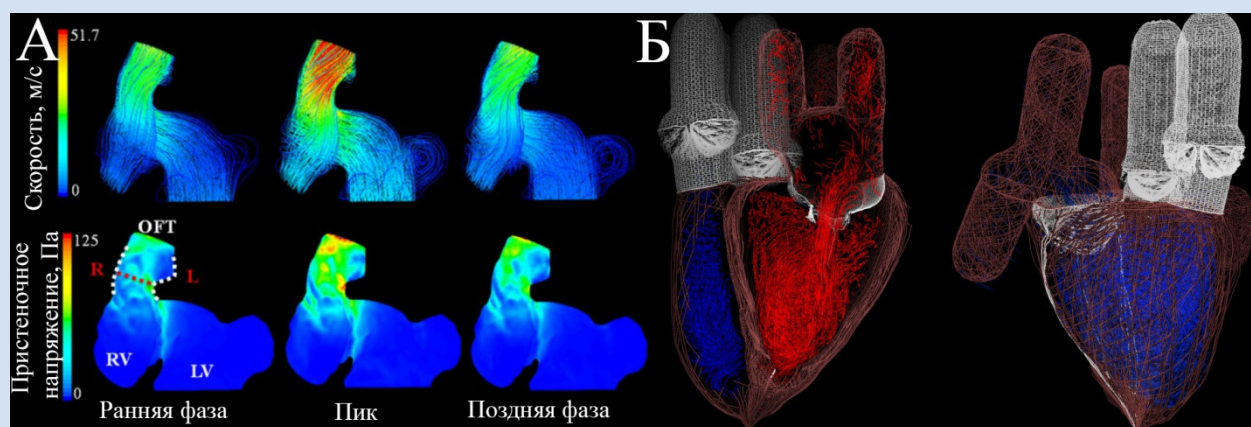 А
Б
Скорость, м/с
51.7
0
Пристеночное
напряжение, Па
125
0
OFT
R
L
RV
LV
Ранняя фаза
Пик
Поздняя фаза